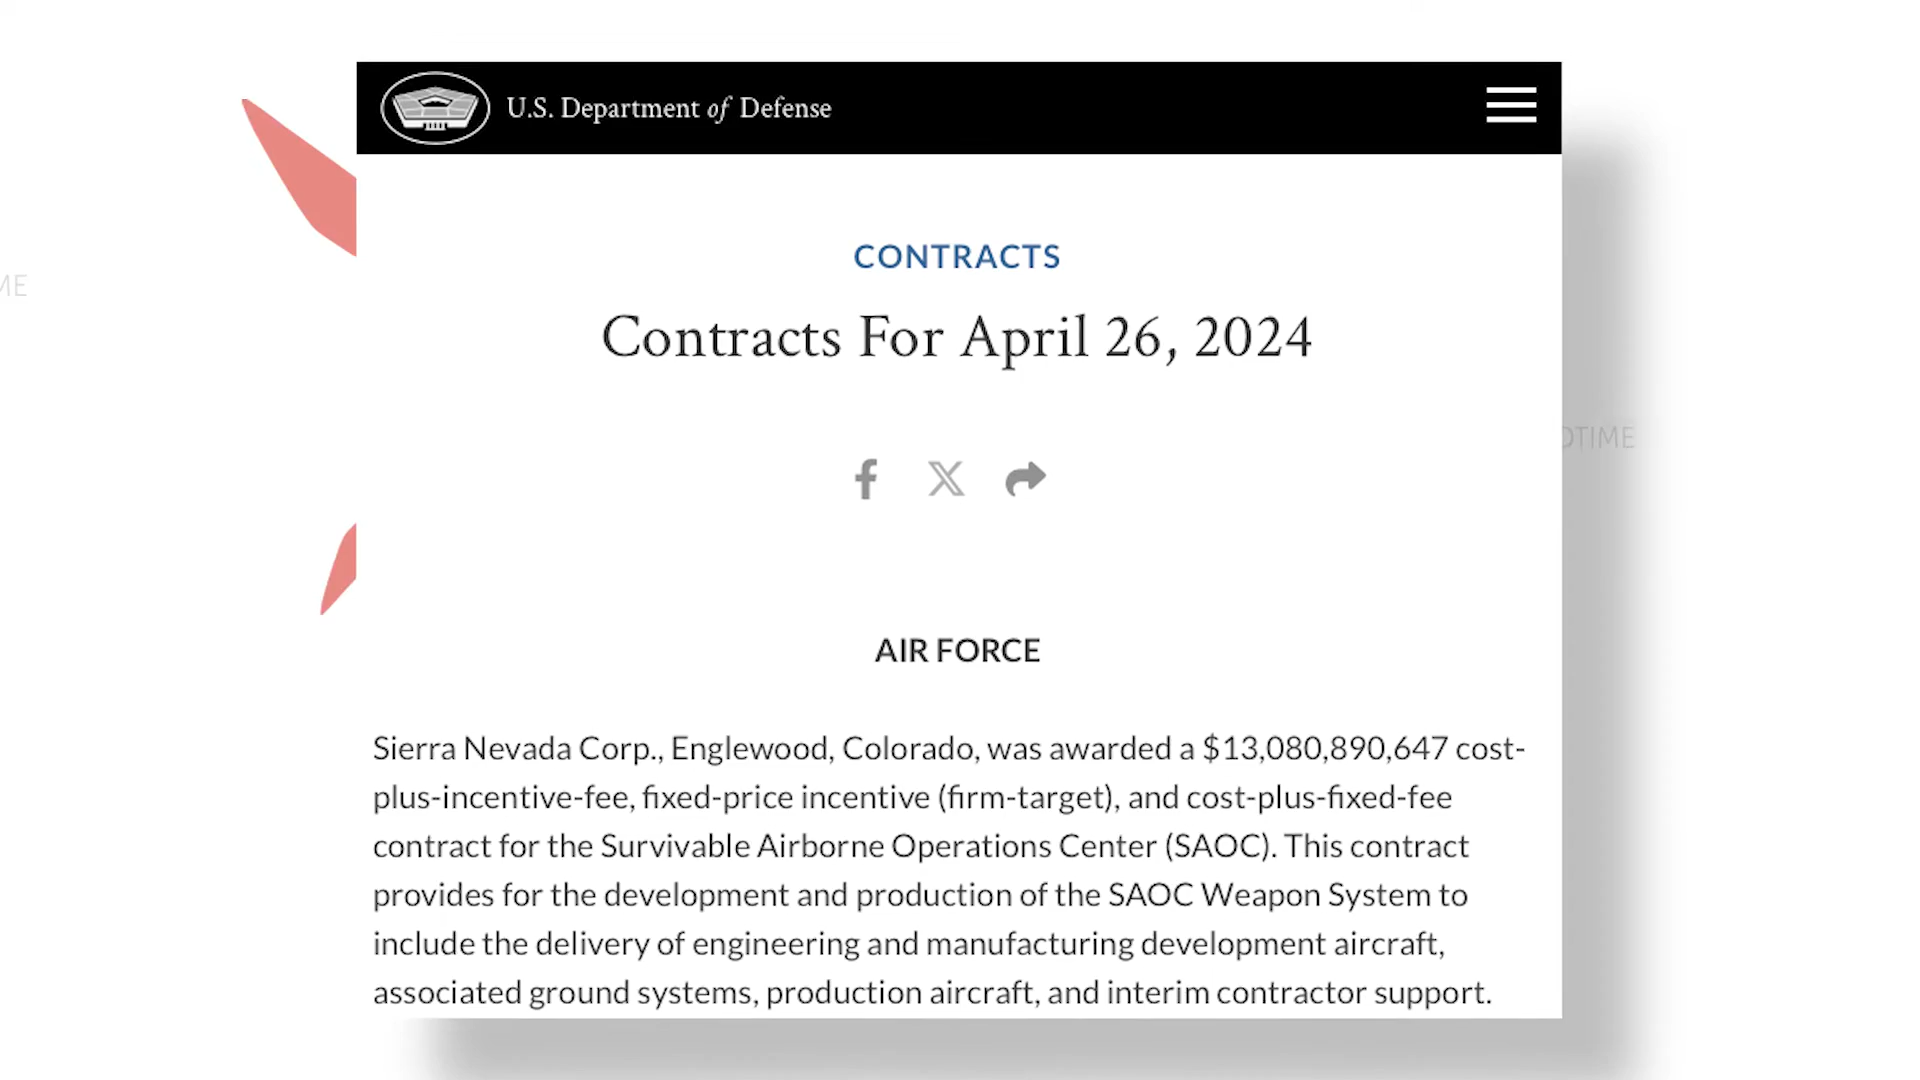 U.S. Department of Defense
CONTRACTS
Contracts For April 26, 2024
AIR FORCE
Sierra Nevada Corp., Englewood, Colorado, was awarded a $13,080,890,647 cost-
plus-incentive-fee, fixed-price incentive (firm-target), and cost-plus-fixed-fee
contract for the Survivable Airborne Operations Center (SAOC). This contract
provides for the development and production of the SAOC Weapon System to
include the delivery of engineering and manufacturing development aircraft,
associated ground systems, production aircraft, and interim contractor support.